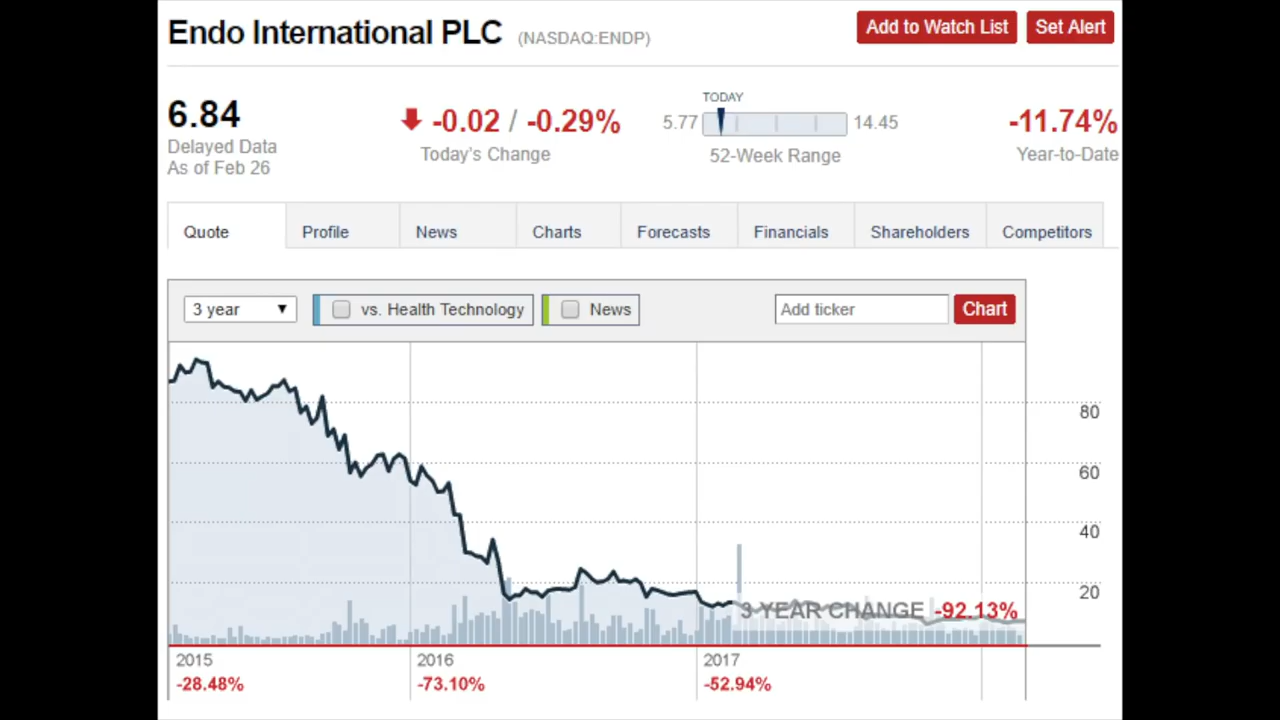 Endo International PLC (NASDAQ:ENDP)
Add to Watch List Set Alert
TODAY
6.84 -0.02 / -0.29% 5.77 14.45 -11.74%
Delayed Data Today's Change 52-Week Range Year-to-Date
As of Feb 26
Quote Profile News Charts Forecasts Financials Shareholders Competitors
3 year vs. Health Technology News Add ticker Chart
80
60
40
20
3 YEAR CHANGE -92.13%
2015 2016 2017
-28.48% -73.10% -52.94%